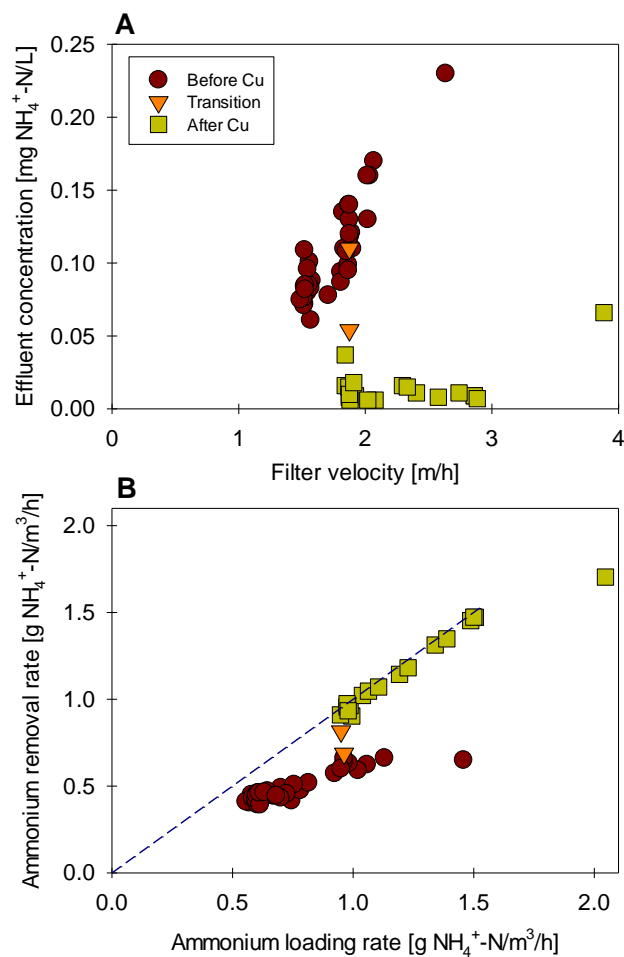 A
Effluent concentration [mg NH₄⁺-N/L]
0.25
0.20
0.15
0.10
0.05
0.00
Before Cu
Transition
After Cu
0 1 2 3 4
Filter velocity [m/h]
B
Ammonium removal rate [g NH₄⁺-N/m³/h]
2.0
1.5
1.0
0.5
0.0
0.0 0.5 1.0 1.5 2.0
Ammonium loading rate [g NH₄⁺-N/m³/h]